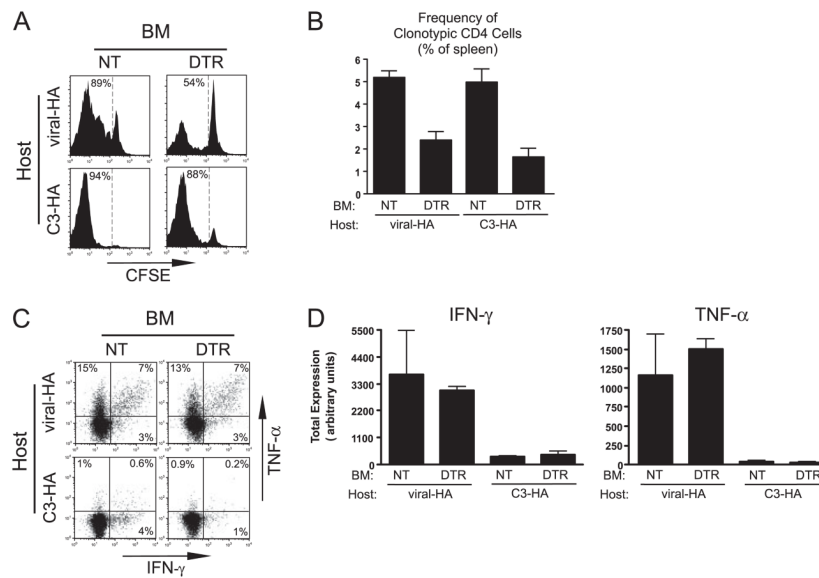 A
BM
NT DTR
Host
viral-HA
89% 54%
C3-HA
94% 88%
CFSE
B
Frequency of
Clonotypic CD4 Cells
(% of spleen)
6
5
4
3
2
1
0
BM: NT DTR NT DTR
Host: viral-HA C3-HA
C
BM
NT DTR
Host
viral-HA
15% 7% 13% 7%
3% 3%
C3-HA
1% 0.6% 0.9% 0.2%
4% 1%
TNF-α
IFN-γ
D
IFN-γ
Total Expression
( arbitrary units)
5500
4400
3300
2200
1100
0
BM: NT DTR NT DTR
Host: viral-HA C3-HA
TNF-α
1750
1500
1250
1000
750
500
250
0
BM: NT DTR NT DTR
Host: viral-HA C3-HA